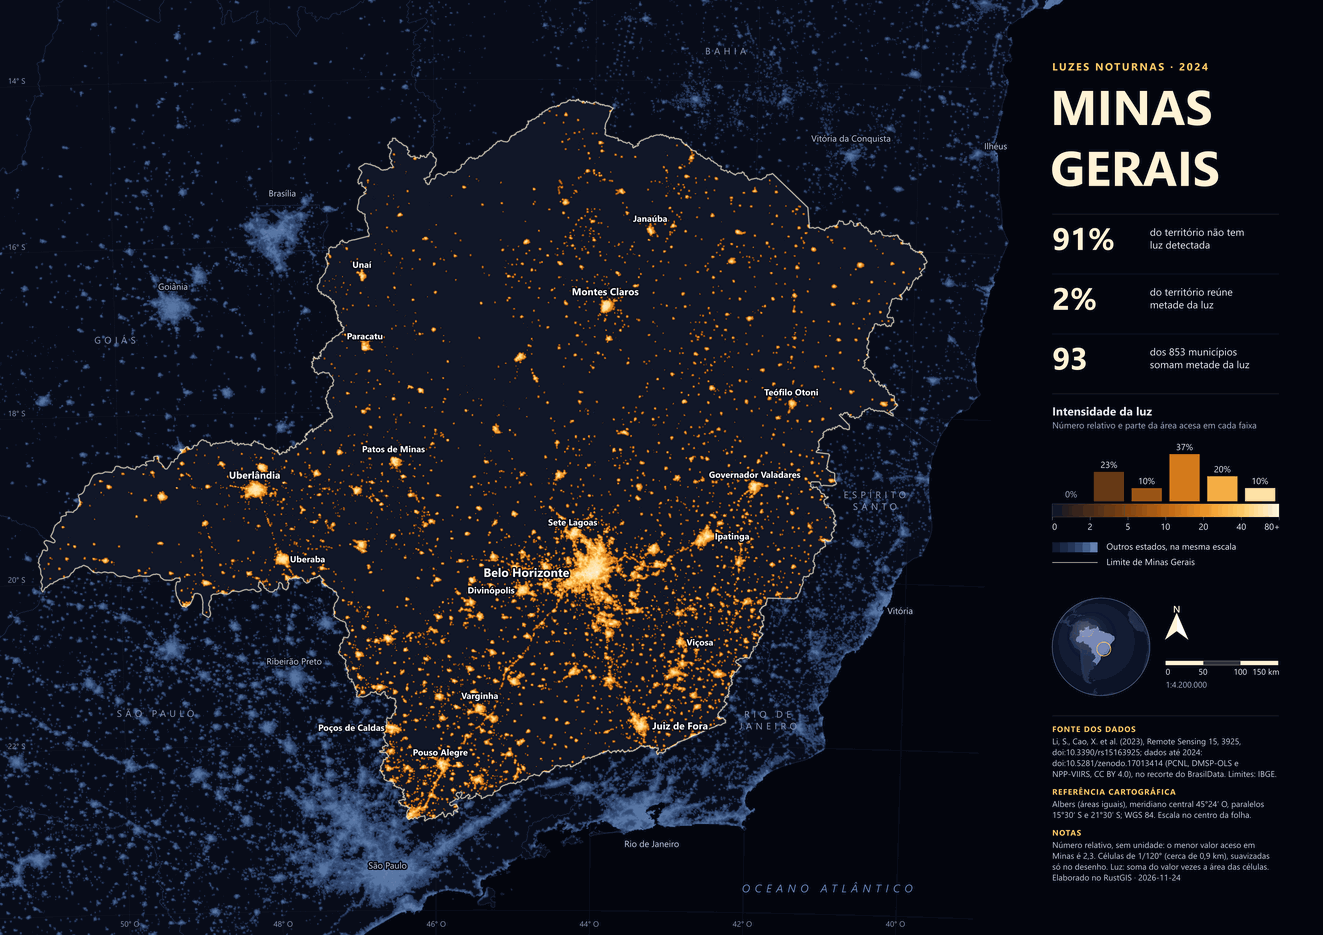 BAHIA
14° S
Vitória da Conquista
Ilheus
Brasília
Janaúba
16° S
Unaí
Goiânia
Montes Claros
GOIÁS
Paracatu
Teófilo Otoni
18° S
Patos de Minas
Uberlândia
Governador Valadares
ESPÍRITO
SANTO
Sete Lagoas
Ipatinga
Uberaba
Belo Horizonte
20° S
Divinópolis
Vitória
Viçosa
Ribeirão Preto
Varginha
SÃO PAULO
RIO DE
JANEIRO
Poços de Caldas
Juiz de Fora
22° S
Pouso Alegre
Rio de Janeiro
São Paulo
OCEANO ATLÂNTICO
50° O
48° O
46° O
44° O
42° O
40° O
LUZES NOTURNAS · 2024
MINAS
GERAIS
91%
do território não tem
luz detectada
2%
do território reúne
metade da luz
93
dos 853 municípios
somam metade da luz
Intensidade da luz
Número relativo e parte da área acesa em cada faixa
0%
23%
10%
37%
20%
10%
0 2 5 10 20 40 80+
Outros estados, na mesma escala
Limite de Minas Gerais
N
0 50 100 150 km
1:4.200.000
FONTE DOS DADOS
Li, S., Cao, X. et al. (2023), Remote Sensing 15, 3925,
doi:10.3390/rs15163925; dados até 2024:
doi:10.5281/zenodo.17013414 (PCNL, DMSP-OLS e
NPP-VIIRS, CC BY 4.0), no recorte do BrasilData. Limites: IBGE.
REFERÊNCIA CARTOGRÁFICA
Albers (áreas iguais), meridiano central 45°24' O, paralelos
15°30' S e 21°30' S; WGS 84. Escala no centro da folha.
NOTAS
Número relativo, sem unidade: o menor valor aceso em
Minas é 2,3. Células de 1/120° (cerca de 0,9 km), suavizadas
só no desenho. Luz: soma do valor vezes a área das células.
Elaborado no RustGIS · 2026-11-24